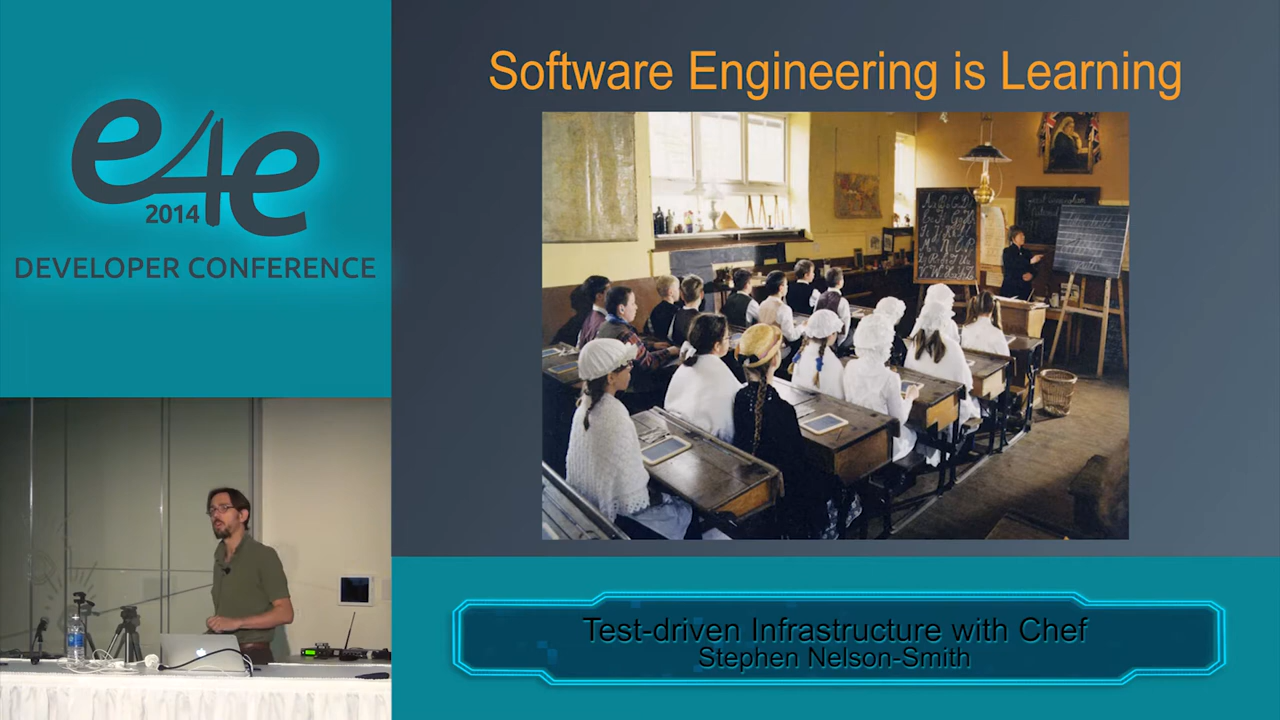 e4e
2014
DEVELOPER CONFERENCE
Software Engineering is Learning
Test-driven Infrastructure with Chef
Stephen Nelson-Smith